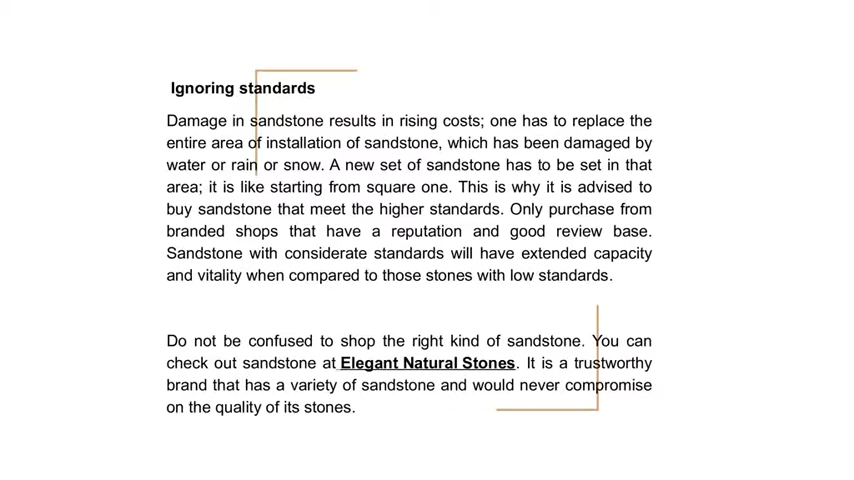 Ignoring standards
Damage in sandstone results in rising costs; one has to replace the
entire area of installation of sandstone, which has been damaged by
water or rain or snow. A new set of sandstone has to be set in that
area; it is like starting from square one. This is why it is advised to
buy sandstone that meet the higher standards. Only purchase from
branded shops that have a reputation and good review base.
Sandstone with considerate standards will have extended capacity
and vitality when compared to those stones with low standards.
Do not be confused to shop the right kind of sandstone. You can
check out sandstone at Elegant Natural Stones. It is a trustworthy
brand that has a variety of sandstone and would never compromise
on the quality of its stones.